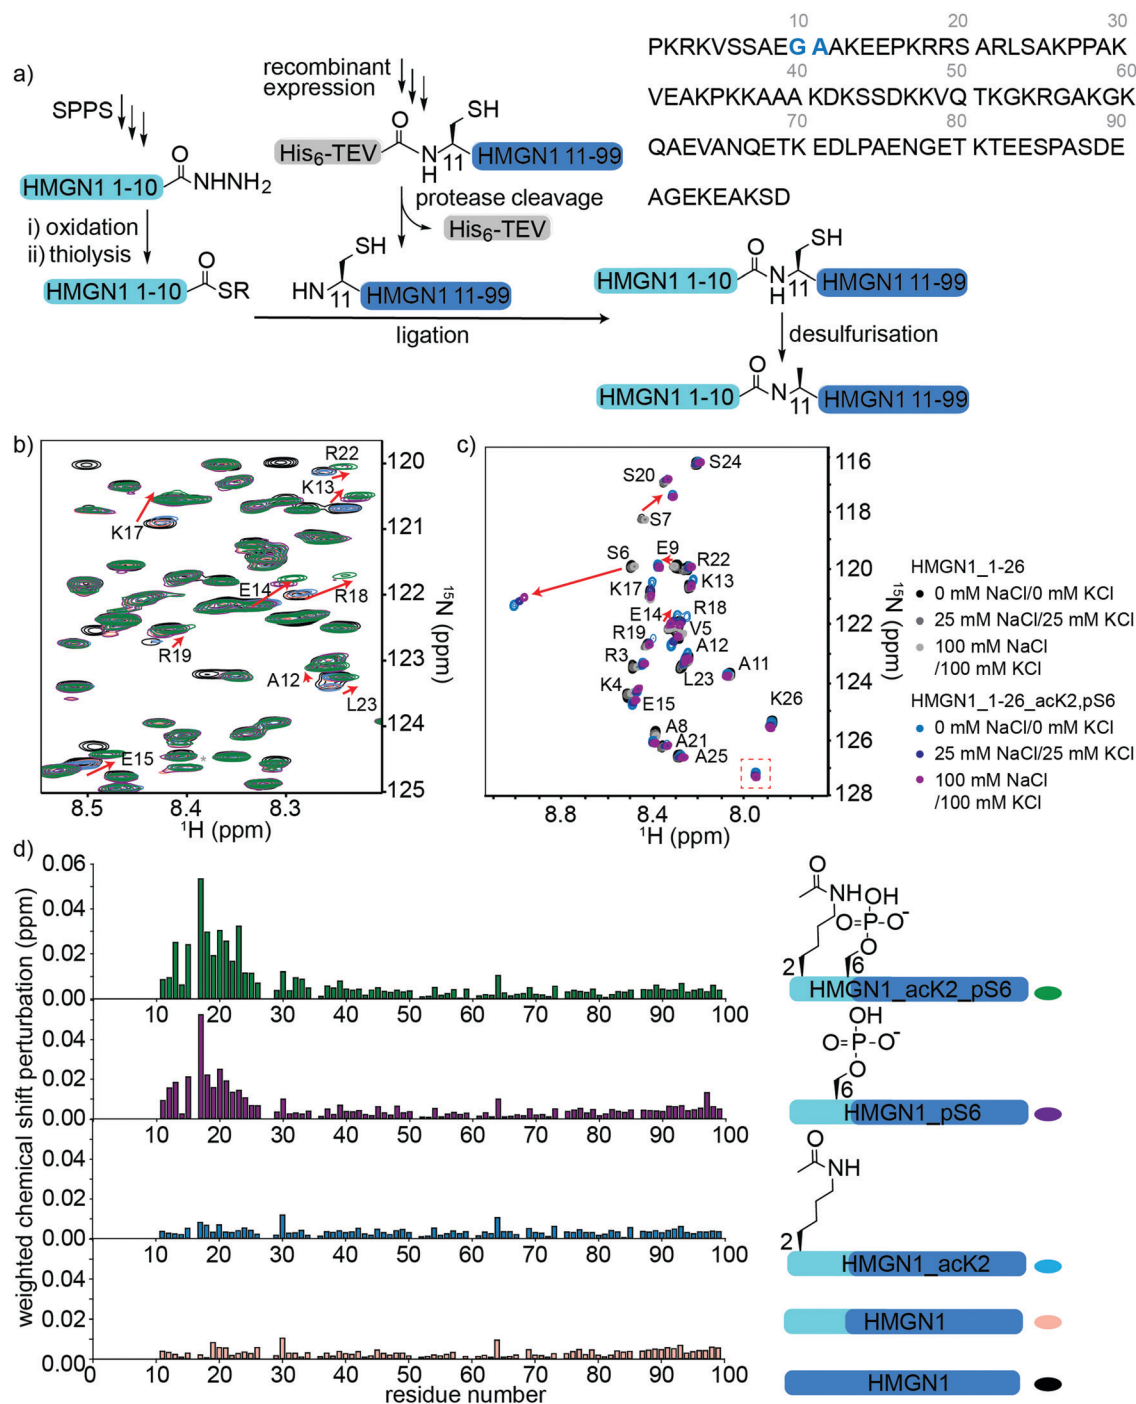 a)
SPPS
HMGN1 1-10
O
NHNH2
i) oxidation
ii) thiolysis
HMGN1 1-10
O
SR
recombinant
expression
His6-TEV
O
N
H
SH
11
HMGN1 11-99
protease cleavage
His6-TEV
SH
HN
11
HMGN1 11-99
ligation
10 20 30
PKRKVSSAEG AAKEEPKRRS ARLSAKPPAK
40 50 60
VEAKPKKAAA KDKSSDKKVQ TKGKRGAKGK
70 80 90
QAEVANQETK EDLPAENGET KTEESPASDE
AGEKEAKSD
HMGN1 1-10
O
N
H
SH
11
HMGN1 11-99
desulfurisation
HMGN1 1-10
O
N
11
HMGN1 11-99
b)
R22
K13
K17
E14
R18
R19
A12
L23
E15
*
120
121
122
123
124
125
15N (ppm)
8.5 8.4 8.3
1H (ppm)
c)
S24
S20
S7
S6
E9
R22
K17
K13
E14
R18
V5
R19
A12
R3
L23
A11
K4
E15
K26
A8
A21
A25
116
118
120
122
124
126
128
15N (ppm)
8.8 8.4 8.0
1H (ppm)
HMGN1_1-26
0 mM NaCl/0 mM KCl
25 mM NaCl/25 mM KCl
100 mM NaCl
/100 mM KCl
HMGN1_1-26_acK2,pS6
0 mM NaCl/0 mM KCl
25 mM NaCl/25 mM KCl
100 mM NaCl
/100 mM KCl
d)
weighted chemical shift perturbation (ppm)
0.06
0.04
0.02
0.00
10 20 30 40 50 60 70 80 90 100
0.04
0.02
0.00
10 20 30 40 50 60 70 80 90 100
0.04
0.02
0.00
10 20 30 40 50 60 70 80 90 100
0.04
0.02
0.00
0 10 20 30 40 50 60 70 80 90 100
residue number
O
NH
OH
O=P-O-
O
2
6
HMGN1_acK2_pS6
OH
O=P-O-
O
6
HMGN1_pS6
O
NH
2
HMGN1_acK2
HMGN1
HMGN1